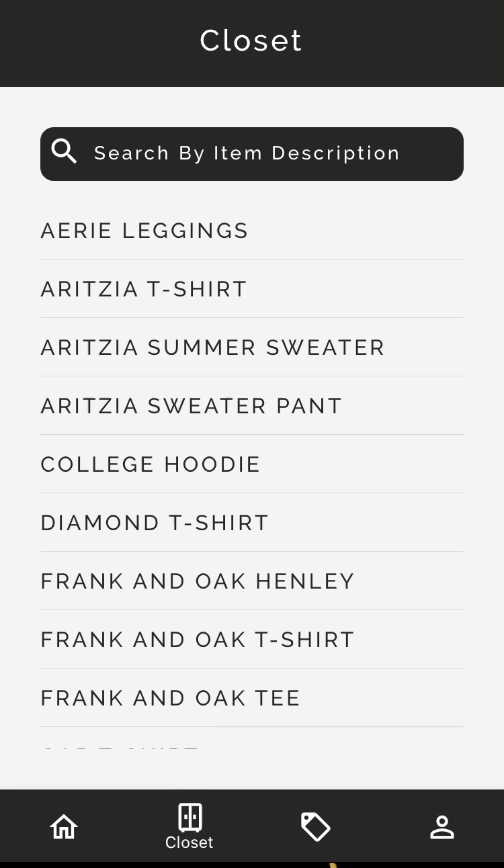 Closet
Search By Item Description
AERIE LEGGINGS
ARITZIA T-SHIRT
ARITZIA SUMMER SWEATER
ARITZIA SWEATER PANT
COLLEGE HOODIE
DIAMOND T-SHIRT
FRANK AND OAK HENLEY
FRANK AND OAK T-SHIRT
FRANK AND OAK TEE
Closet